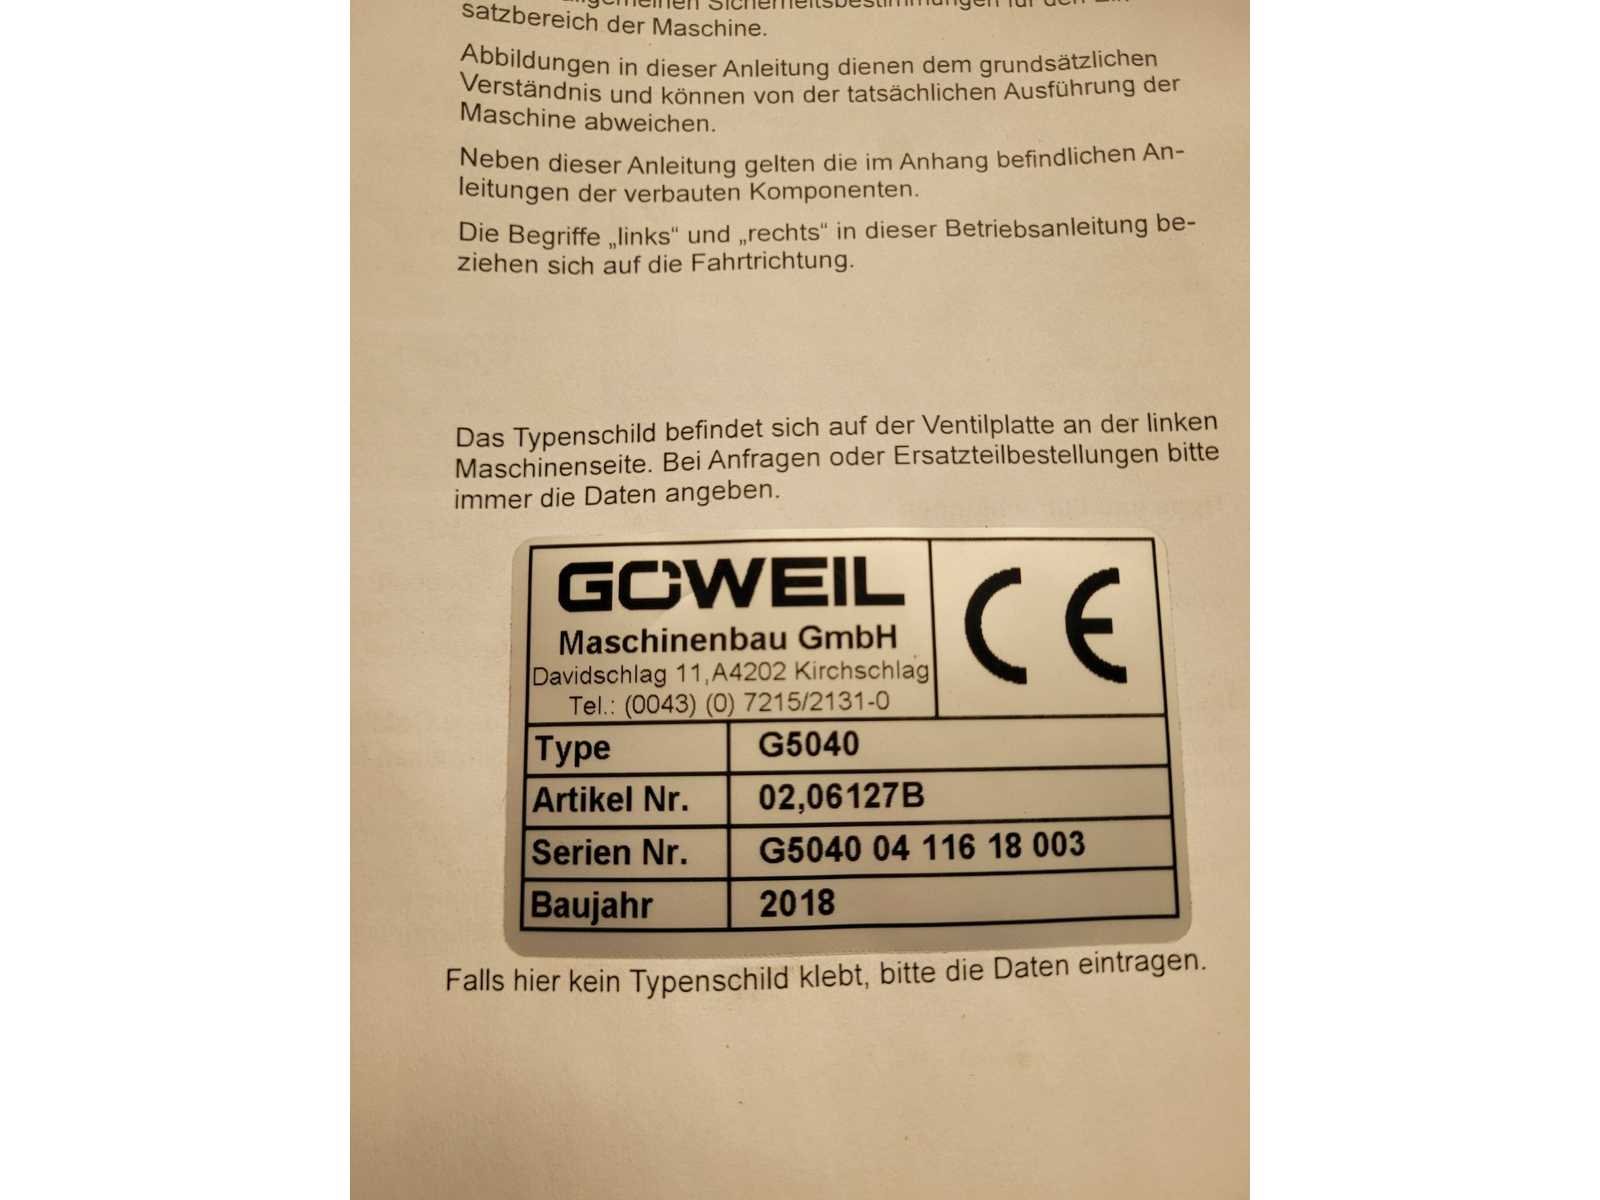 allgemeinen Sicherheitsbestimmungen für den Ein-
satzbereich der Maschine.
Abbildungen in dieser Anleitung dienen dem grundsätzlichen
Verständnis und können von der tatsächlichen Ausführung der
Maschine abweichen.
Neben dieser Anleitung gelten die im Anhang befindlichen An-
leitungen der verbauten Komponenten.
Die Begriffe „links“ und „rechts“ in dieser Betriebsanleitung be-
ziehen sich auf die Fahrtrichtung.
Das Typenschild befindet sich auf der Ventilplatte an der linken
Maschinenseite. Bei Anfragen oder Ersatzteilbestellungen bitte
immer die Daten angeben.
GÖWEIL
Maschinenbau GmbH
Davidschlag 11,A4202 Kirchschlag
Tel.: (0043) (0) 7215/2131-0
CE
Type G5040
Artikel Nr. 02,06127B
Serien Nr. G5040 04 116 18 003
Baujahr 2018
Falls hier kein Typenschild klebt, bitte die Daten eintragen.